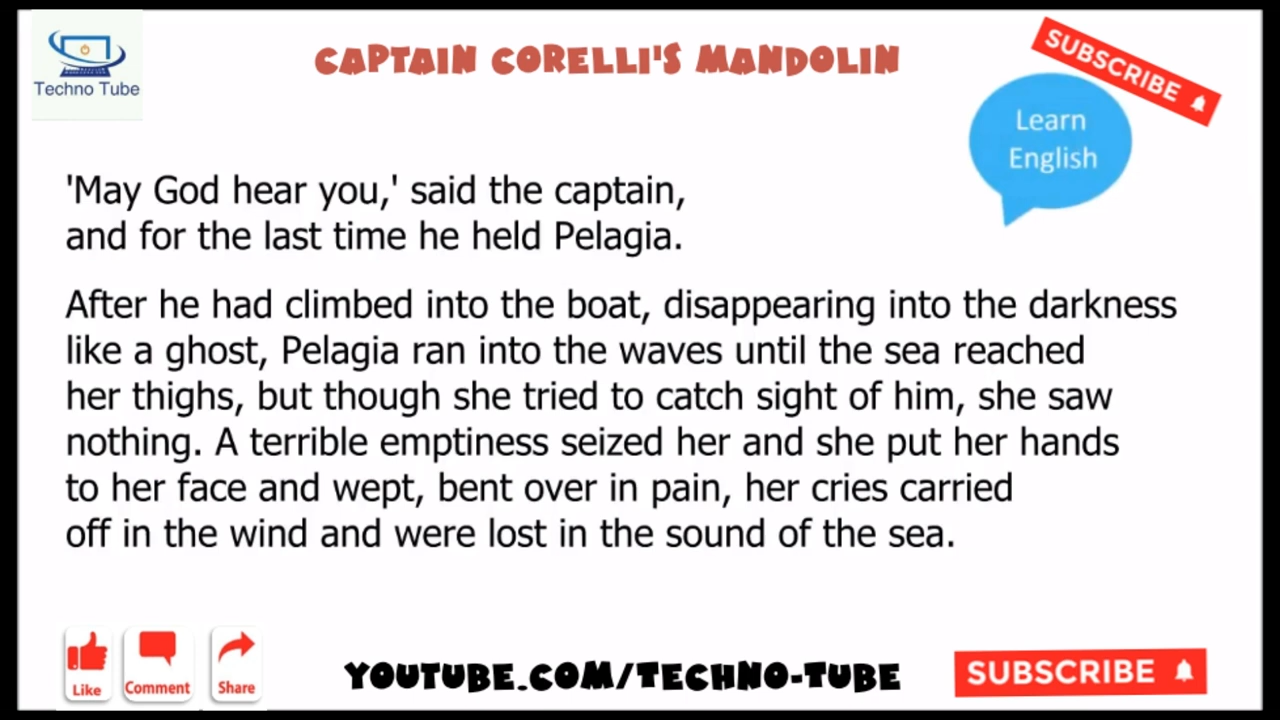 Techno Tube
CAPTAIN CORELLI'S MANDOLIN
SUBSCRIBE
Learn
English
'May God hear you,' said the captain,
and for the last time he held Pelagia.
After he had climbed into the boat, disappearing into the darkness
like a ghost, Pelagia ran into the waves until the sea reached
her thighs, but though she tried to catch sight of him, she saw
nothing. A terrible emptiness seized her and she put her hands
to her face and wept, bent over in pain, her cries carried
off in the wind and were lost in the sound of the sea.
Like
Comment
Share
YOUTUBE.COM/TECHNO-TUBE
SUBSCRIBE